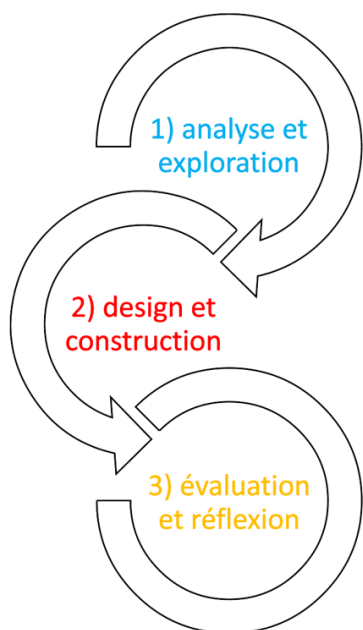 1) analyse et
exploration
2) design et
construction
3) évaluation
et réflexion